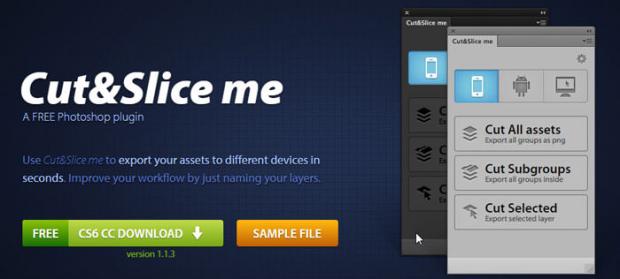 Cut&Slice me
A FREE Photoshop plugin
Use Cut&Slice me to export your assets to different devices in
seconds. Improve your workflow by just naming your layers.
FREE CS6 CC DOWNLOAD
SAMPLE FILE
version 1.1.3
Cut&Slice me
Cut&Slice me
Cut All assets
Export all groups as png
Cut Subgroups
Export all groups inside
Cut Selected
Export selected layer